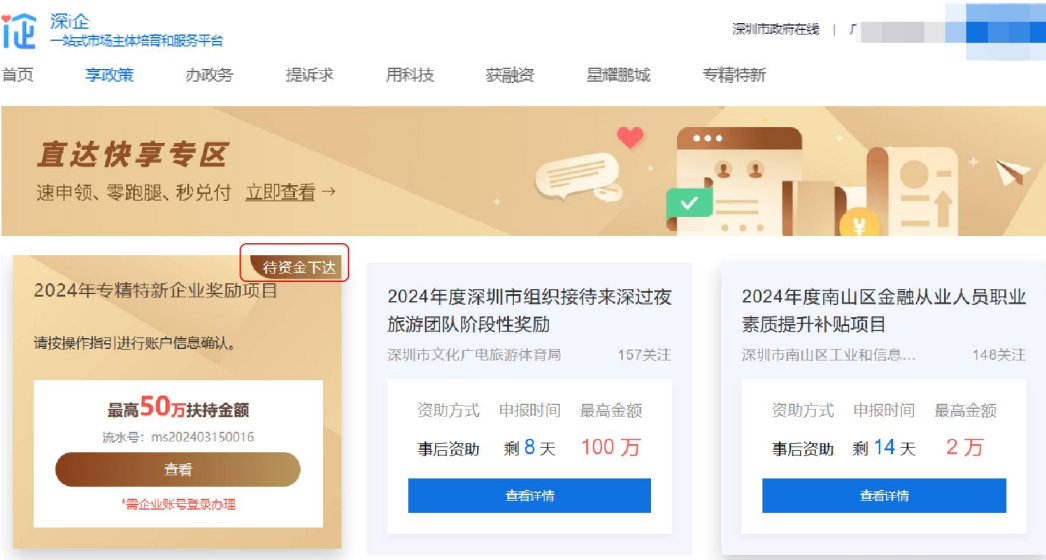 深i企
一站式市场主体培育和服务平台
深圳市政府在线 |
首页 享政策 办政务 提诉求 用科技 获融资 星耀鹏城 专精特新
直达快享专区
速申领、零跑腿、秒兑付 立即查看 →
待资金下达
2024年专精特新企业奖励项目
请按操作指引进行账户信息确认。
最高50万扶持金额
流水号：ms202403150016
查看
*需企业账号登录办理
2024年度深圳市组织接待来深过夜
旅游团队阶段性奖励
深圳市文化广电旅游体育局 157关注
资助方式 申报时间 最高金额
事后资助 剩 8 天 100 万
查看详情
2024年度南山区金融从业人员职业
素质提升补贴项目
深圳市南山区工业和信息... 148关注
资助方式 申报时间 最高金额
事后资助 剩 14 天 2 万
查看详情